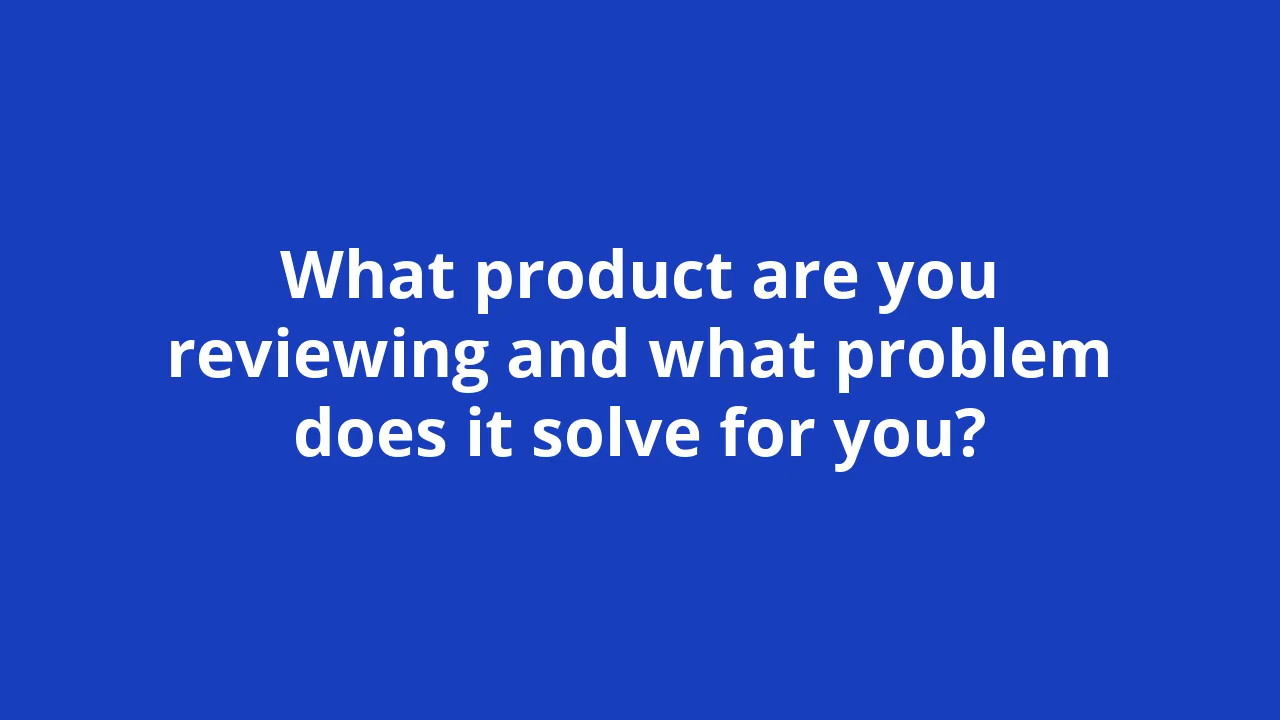 What product are you
reviewing and what problem
does it solve for you?